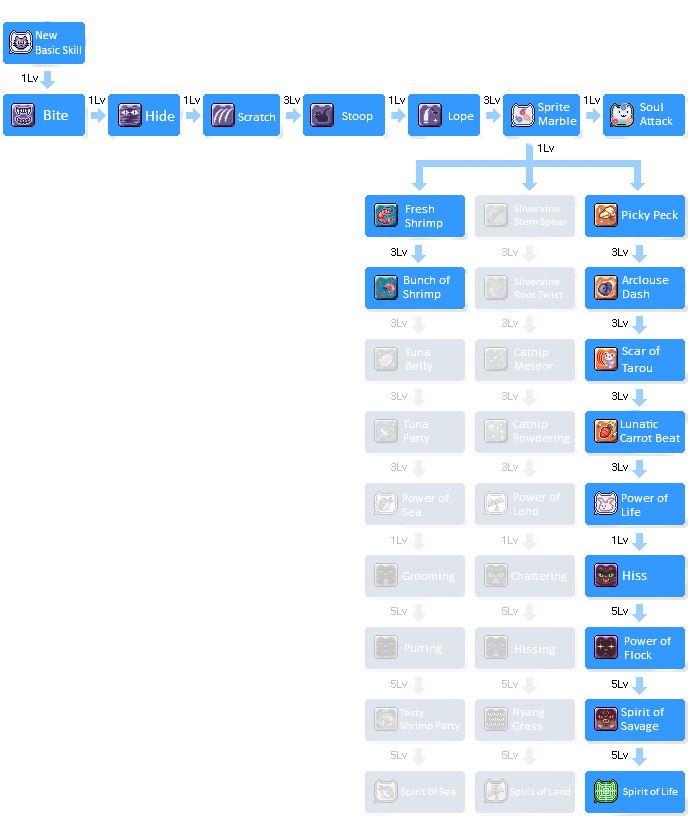 New
Basic Skill
1Lv
Bite
1Lv
Hide
1Lv
Scratch
3Lv
Stoop
1Lv
Lope
3Lv
Sprite
Marble
1Lv
Soul
Attack
1Lv
Fresh
Shrimp
Silvervine
Stem Spear
Picky Peck
3Lv
3Lv
3Lv
Bunch of
Shrimp
Silvervine
Root Twist
Arclouse
Dash
3Lv
3Lv
3Lv
Tuna
Belly
Catnip
Meteor
Scar of
Tarou
3Lv
3Lv
3Lv
Tuna
Party
Catnip
Powdering
Lunatic
Carrot Beat
3Lv
3Lv
3Lv
Power of
Sea
Power of
Land
Power of
Life
1Lv
1Lv
1Lv
Grooming
Chattering
Hiss
5Lv
5Lv
5Lv
Purring
Hissing
Power of
Flock
5Lv
5Lv
5Lv
Tasty
Shrimp Party
Nyang
Grass
Spirit of
Savage
5Lv
5Lv
5Lv
Spirit of Sea
Spirit of Land
Spirit of Life